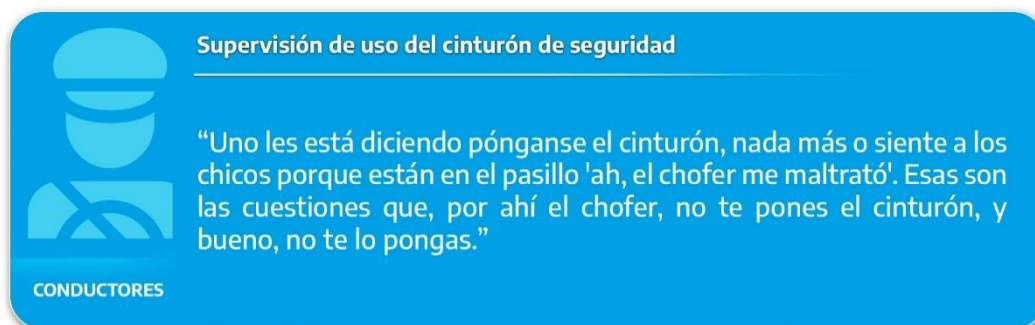 Supervisión de uso del cinturón de seguridad
“Uno les está diciendo pónganse el cinturón, nada más o siente a los
chicos porque están en el pasillo 'ah, el chofer me maltrató'. Esas son
las cuestiones que, por ahí el chofer, no te pones el cinturón, y
bueno, no te lo pongas.”
CONDUCTORES